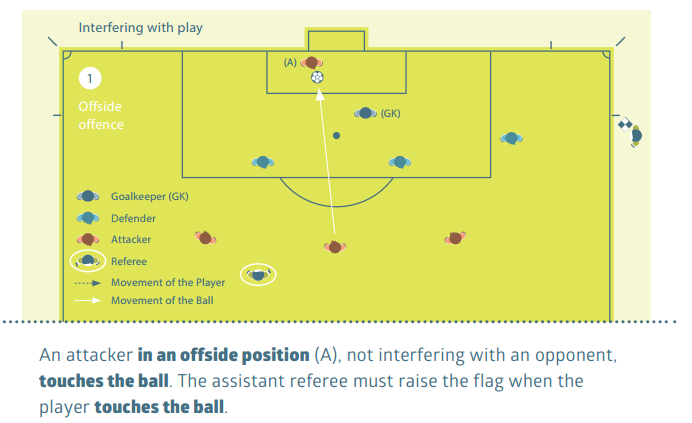 Interfering with play
(A)
1
(GK)
Offside
offence
Goalkeeper (GK)
Defender
Attacker
Referee
Movement of the Player
Movement of the Ball
An attacker in an offside position (A), not interfering with an opponent,
touches the ball. The assistant referee must raise the flag when the
player touches the ball.